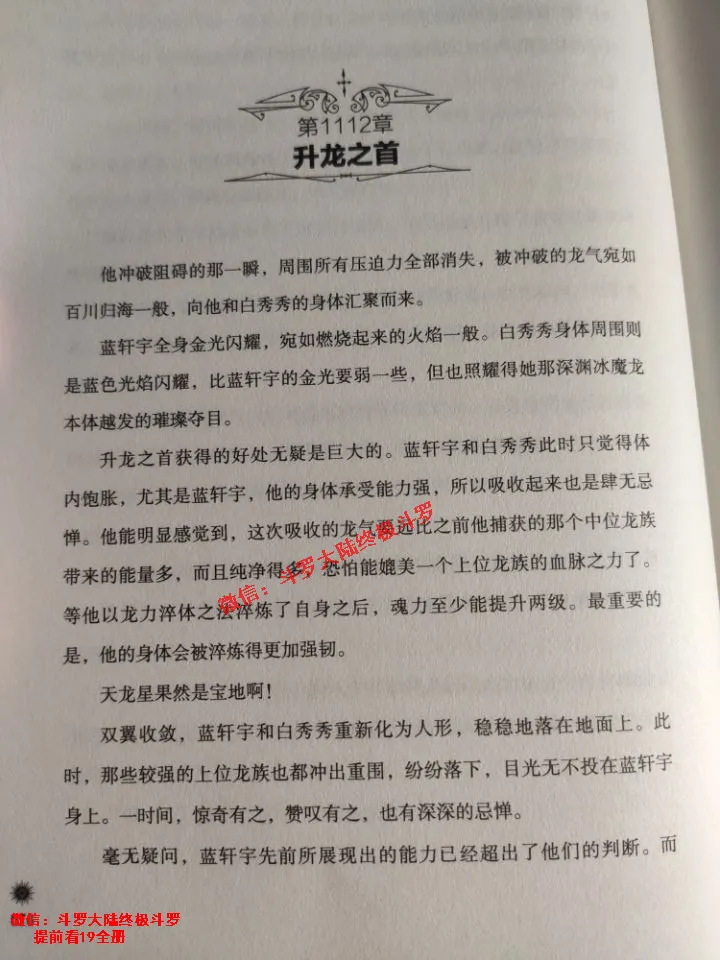 第1112章
升龙之首
他冲破阻碍的那一瞬，周围所有压迫力全部消失，被冲破的龙气宛如
百川归海一般，向他和白秀秀的身体汇聚而来。
蓝轩宇全身金光闪耀，宛如燃烧起来的火焰一般。白秀秀身体周围则
是蓝色光焰闪耀，比蓝轩宇的金光要弱一些，但也照耀得她那深渊冰魔龙
本体越发的璀璨夺目。
升龙之首获得的好处无疑是巨大的。蓝轩宇和白秀秀此时只觉得体
内饱胀，尤其是蓝轩宇，他的身体承受能力强，所以吸收起来也是肆无忌
惮。他能明显感觉到，这次吸收的龙气要远比之前他捕获的那个中位龙族
带来的能量多，而且纯净得多，恐怕能媲美一个上位龙族的血脉之力了。
等他以龙力淬体之法淬炼了自身之后，魂力至少能提升两级。最重要的
是，他的身体会被淬炼得更加强韧。
天龙星果然是宝地啊！
双翼收敛，蓝轩宇和白秀秀重新化为人形，稳稳地落在地面上。此
时，那些较强的上位龙族也都冲出重围，纷纷落下，目光无不投在蓝轩宇
身上。一时间，惊奇有之，赞叹有之，也有深深的忌惮。
毫无疑问，蓝轩宇先前所展现出的能力已经超出了他们的判断。而
微信：斗罗大陆终极斗罗
微信：斗罗大陆终极斗罗
提前看19全册